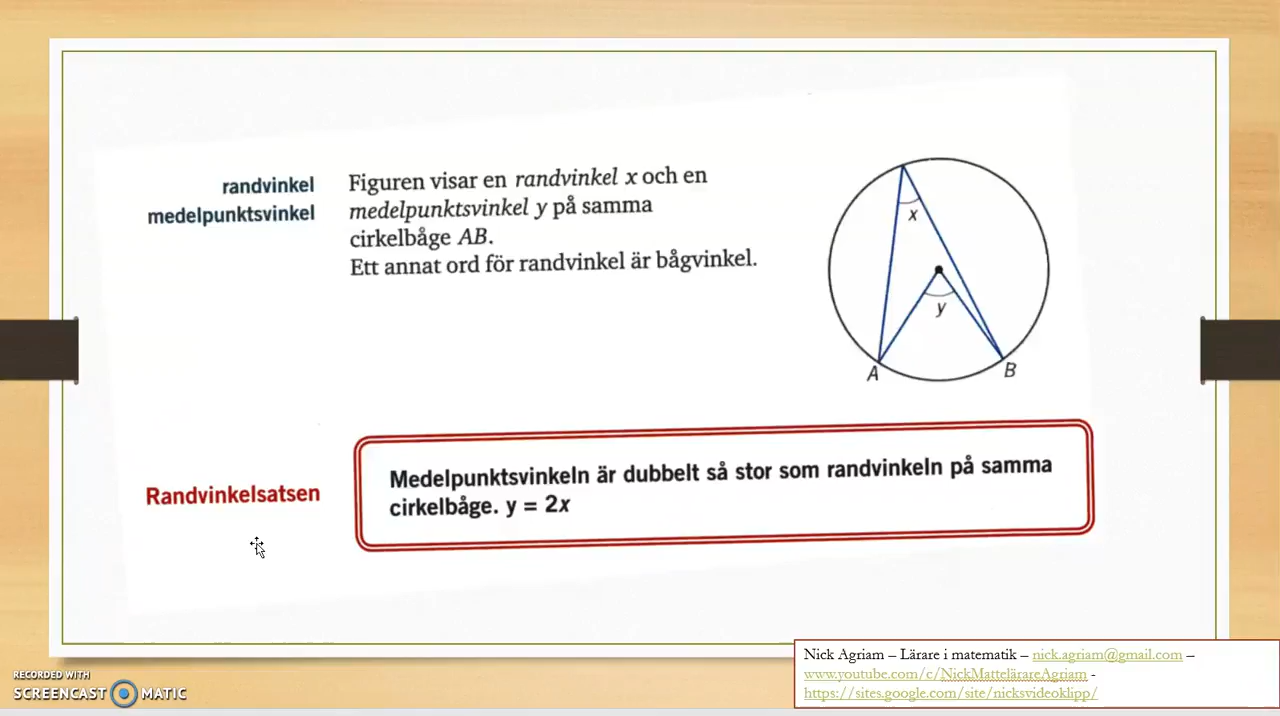 randvinkel
medelpunktsvinkel
Figuren visar en randvinkel x och en
medelpunktsvinkel y på samma
cirkelbåge AB.
Ett annat ord för randvinkel är bågvinkel.
x
y
A
B
Randvinkelsatsen
Medelpunktsvinkeln är dubbelt så stor som randvinkeln på samma
cirkelbåge. y = 2x
Nick Agriam – Lärare i matematik – nick.agriam@gmail.com –
www.youtube.com/c/NickMattelärareAgriam -
https://sites.google.com/site/nicksvideoklipp/
RECORDED WITH
SCREENCAST MATIC